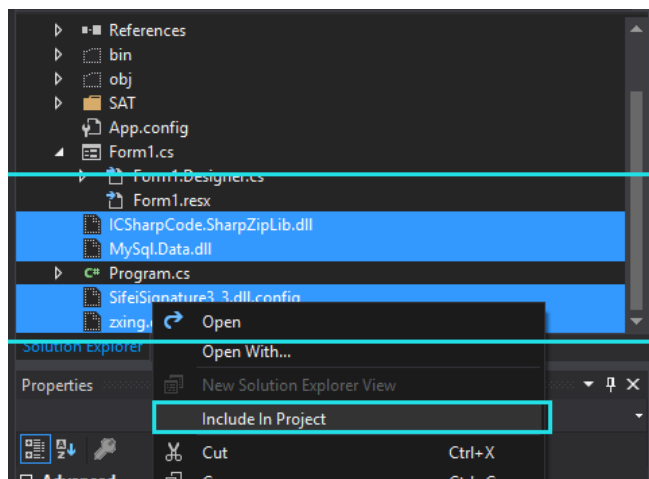 References
bin
obj
SAT
App.config
Form1.cs
Form1.Designer.cs
Form1.resx
ICSharpCode.SharpZipLib.dll
MySql.Data.dll
C# Program.cs
SifeiSignature3_3.dll.config
zxing.
Open
Solution Explorer
Open With...
Properties
New Solution Explorer View
Include In Project
Cut Ctrl+X